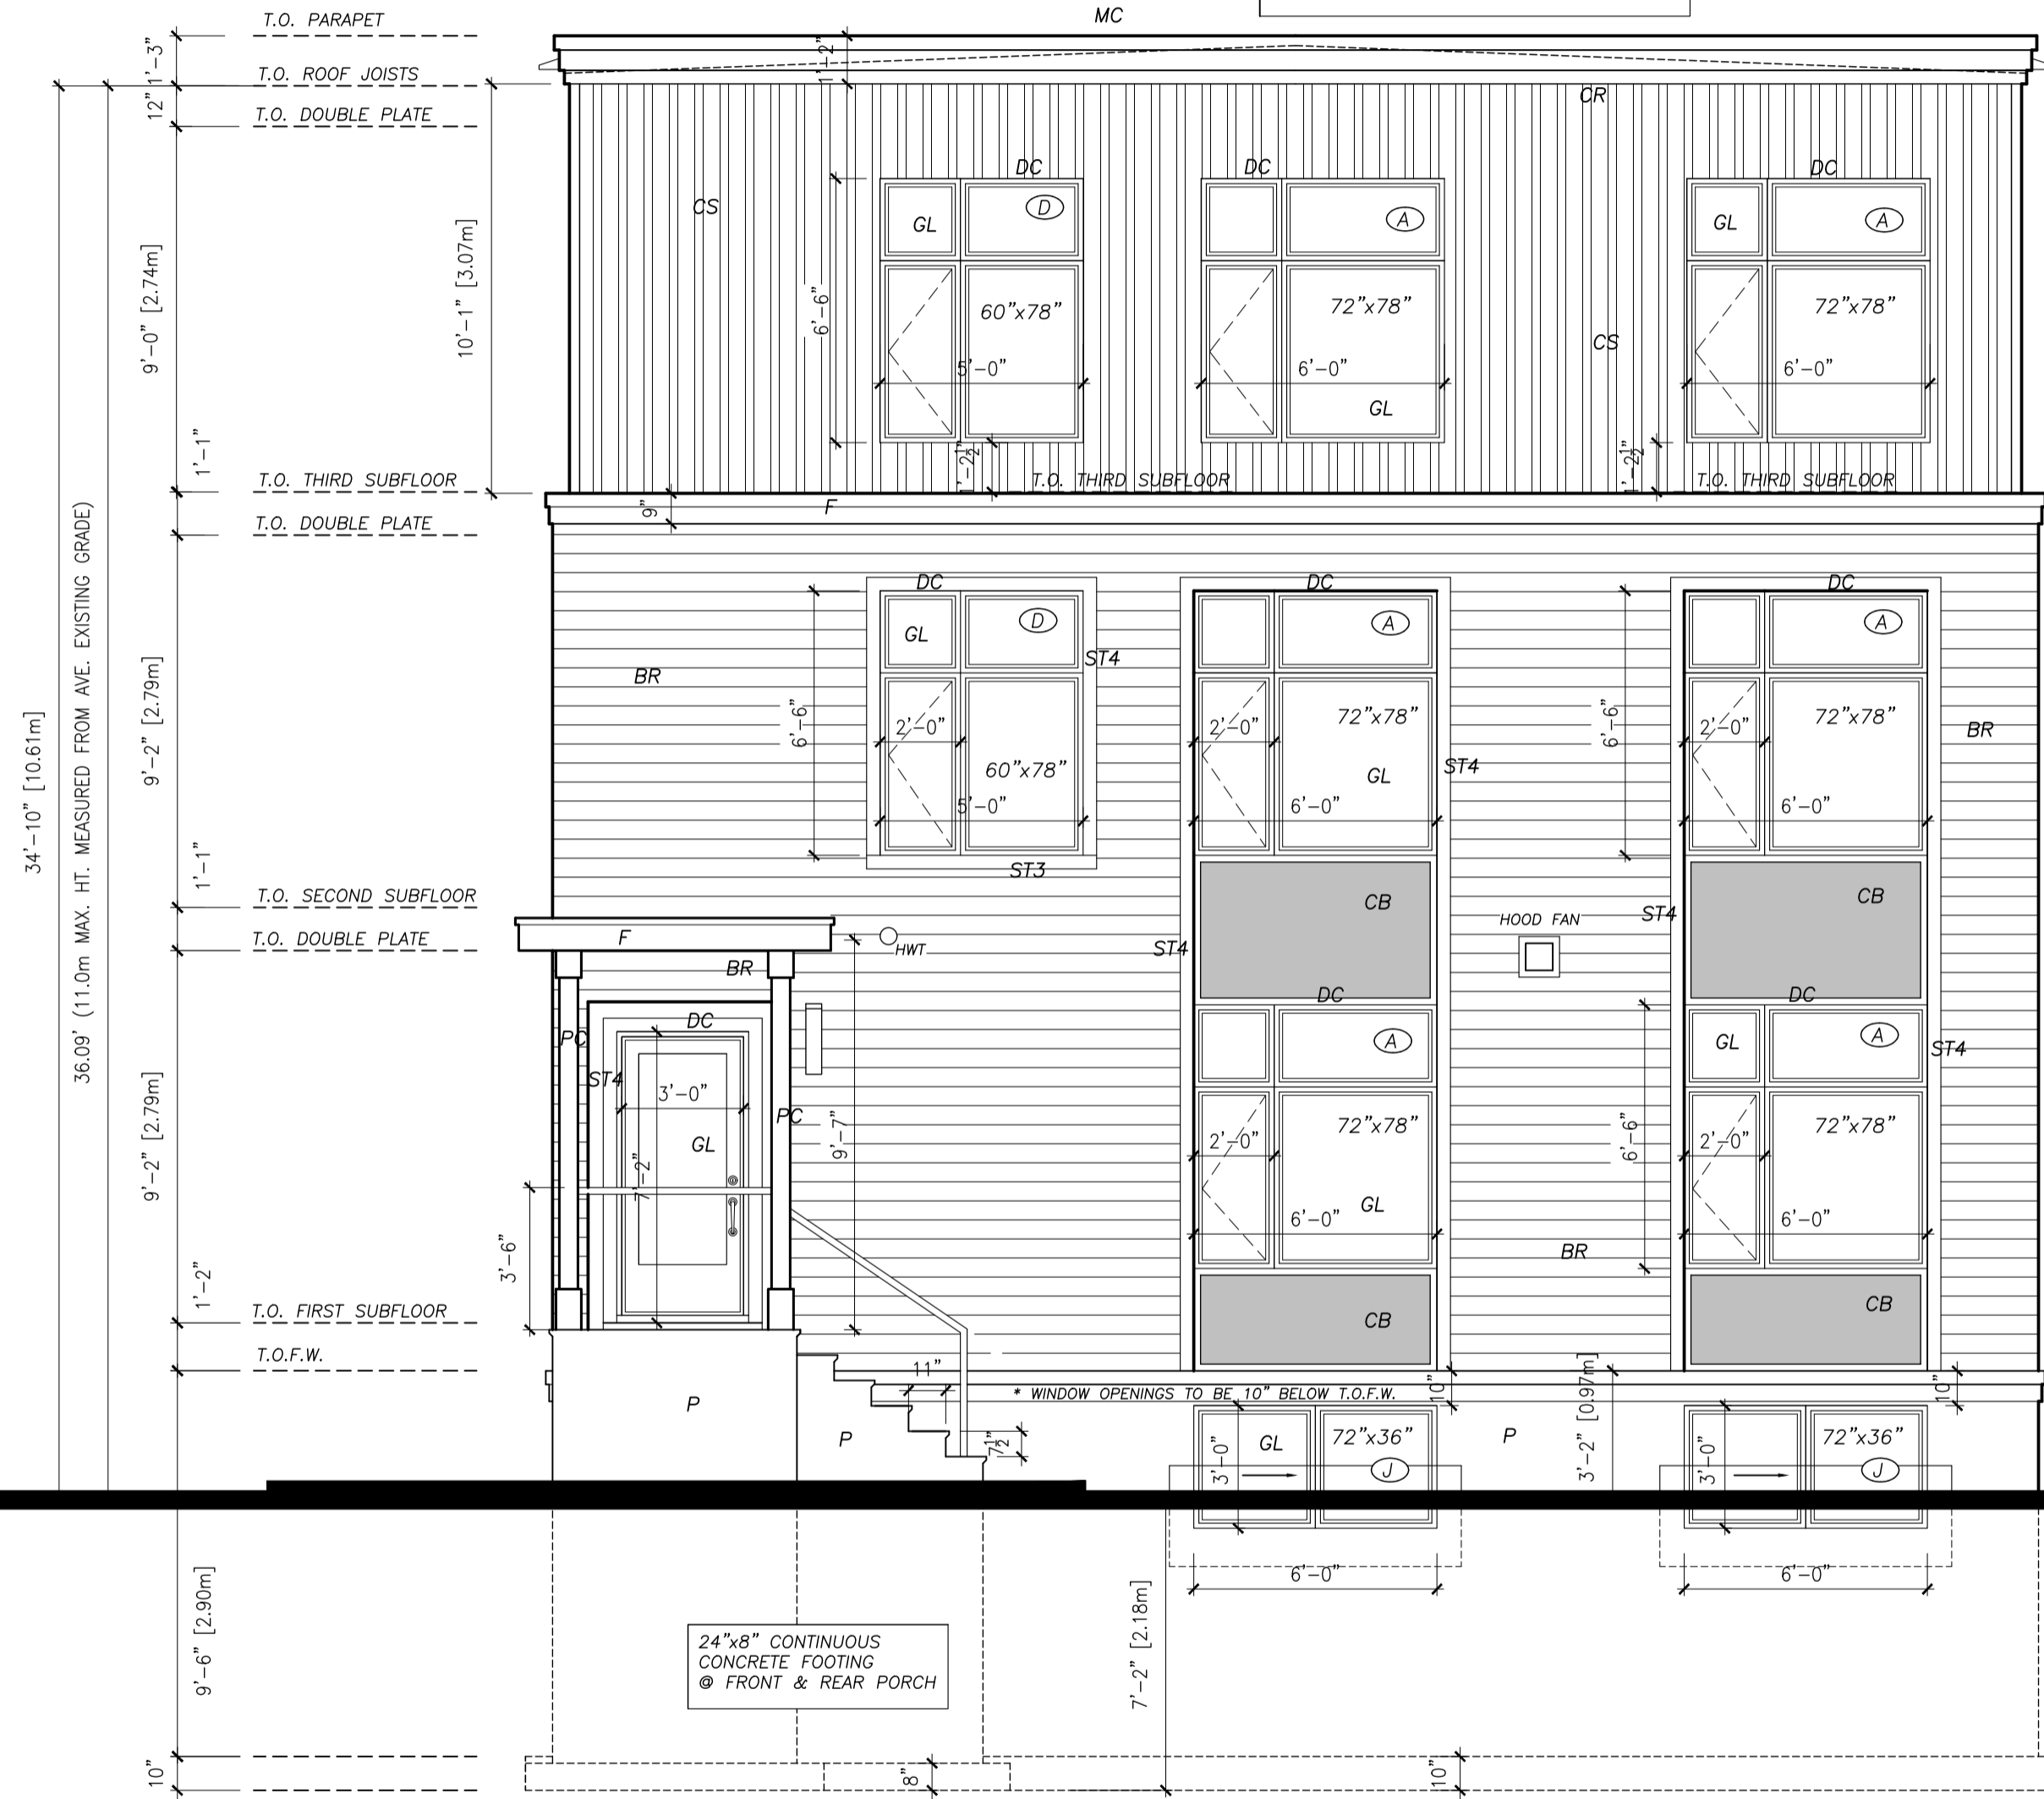 T.O. PARAPET
MC
1'-3"
1'-2"
T.O. ROOF JOISTS
12"
CR
T.O. DOUBLE PLATE
DC
DC
DC
CS
GL
D
A
GL
A
9'-0" [2.74m]
10'-1" [3.07m]
6'-6"
60"x78"
72"x78"
72"x78"
CS
5'-0"
6'-0"
6'-0"
GL
1'-1"
1'-2½"
1'-2½"
T.O. THIRD SUBFLOOR
T.O. THIRD SUBFLOOR
T.O. THIRD SUBFLOOR
9"
F
T.O. DOUBLE PLATE
DC
DC
DC
GL
D
A
A
ST4
BR
34'-10" [10.61m]
36.09' (11.0m MAX. HT. MEASURED FROM AVE. EXISTING GRADE)
9'-2" [2.79m]
6'-6"
6'-6"
2'-0"
2'-0"
72"x78"
2'-0"
72"x78"
BR
60"x78"
GL
ST4
5'-0"
6'-0"
6'-0"
1'-1"
ST3
T.O. SECOND SUBFLOOR
CB
CB
HOOD FAN
ST4
T.O. DOUBLE PLATE
F
HWT
ST4
BR
DC
DC
DC
PC
A
GL
A
ST4
ST4
3'-0"
PC
9'-2" [2.79m]
9'-7"
GL
7'-2"
72"x78"
72"x78"
6'-6"
2'-0"
2'-0"
GL
6'-0"
6'-0"
3'-6"
BR
1'-2"
T.O. FIRST SUBFLOOR
CB
CB
T.O.F.W.
11"
* WINDOW OPENINGS TO BE 10" BELOW T.O.F.W.
10"
10"
P
P
7½"
3'-0"
GL
72"x36"
J
P
3'-2" [0.97m]
3'-0"
72"x36"
J
6'-0"
6'-0"
9'-6" [2.90m]
7'-2" [2.18m]
24"x8" CONTINUOUS
CONCRETE FOOTING
@ FRONT & REAR PORCH
10"
8"
10"